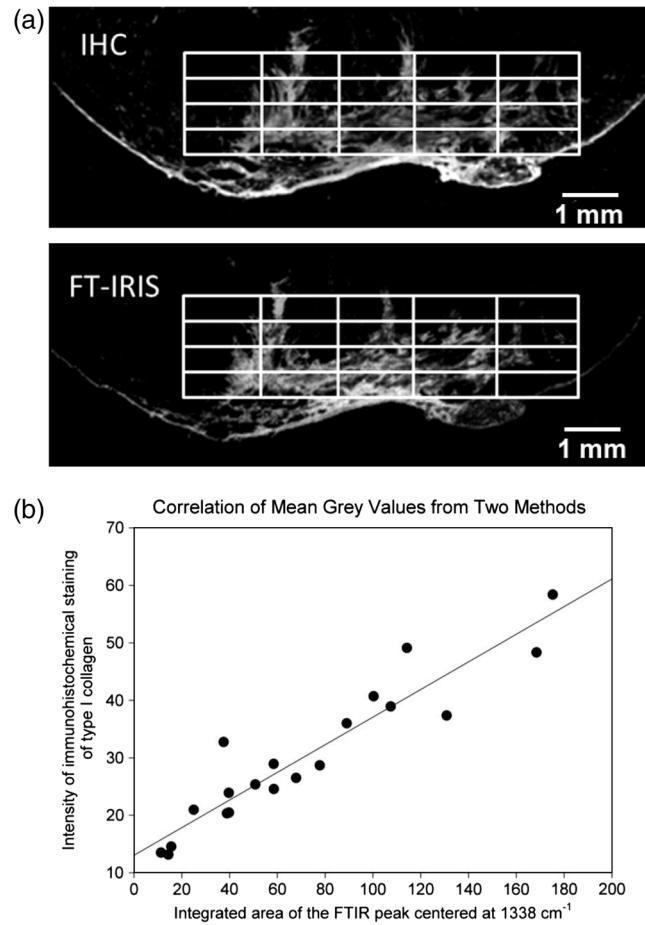 (a)
IHC
1 mm
FT-IRIS
1 mm
(b)
Correlation of Mean Grey Values from Two Methods
Intensity of immunohistochemical staining
of type I collagen
70
60
50
40
30
20
10
0 20 40 60 80 100 120 140 160 180 200
Integrated area of the FTIR peak centered at 1338 cm⁻¹